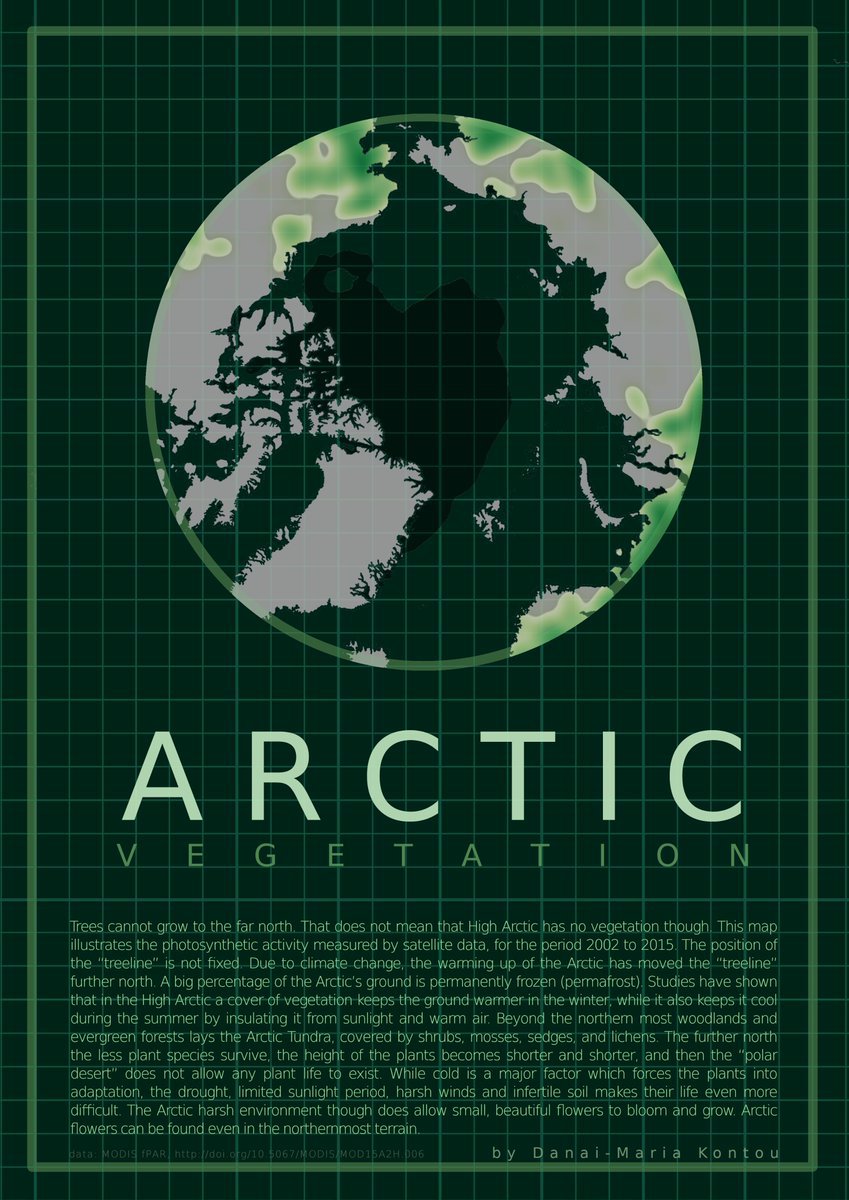 ARCTIC
VEGETATION
Trees cannot grow to the far north. That does not mean that High Arctic has no vegetation though. This map
illustrates the photosynthetic activity measured by satellite data, for the period 2002 to 2015. The position of
the “treeline” is not fixed. Due to climate change, the warming up of the Arctic has moved the “treeline”
further north. A big percentage of the Arctic's ground is permanently frozen (permafrost). Studies have shown
that in the High Arctic a cover of vegetation keeps the ground warmer in the winter, while it also keeps it cool
during the summer by insulating it from sunlight and warm air. Beyond the northern most woodlands and
evergreen forests lays the Arctic Tundra, covered by shrubs, mosses, sedges, and lichens. The further north
the less plant species survive, the height of the plants becomes shorter and shorter, and then the “polar
desert” does not allow any plant life to exist. While cold is a major factor which forces the plants into
adaptation, the drought, limited sunlight period, harsh winds and infertile soil makes their life even more
difficult. The Arctic harsh environment though does allow small, beautiful flowers to bloom and grow. Arctic
flowers can be found even in the northernmost terrain.
data: MODIS fPAR, http://doi.org/10.5067/MODIS/MOD15A2H.006
by Danai-Maria Kontou